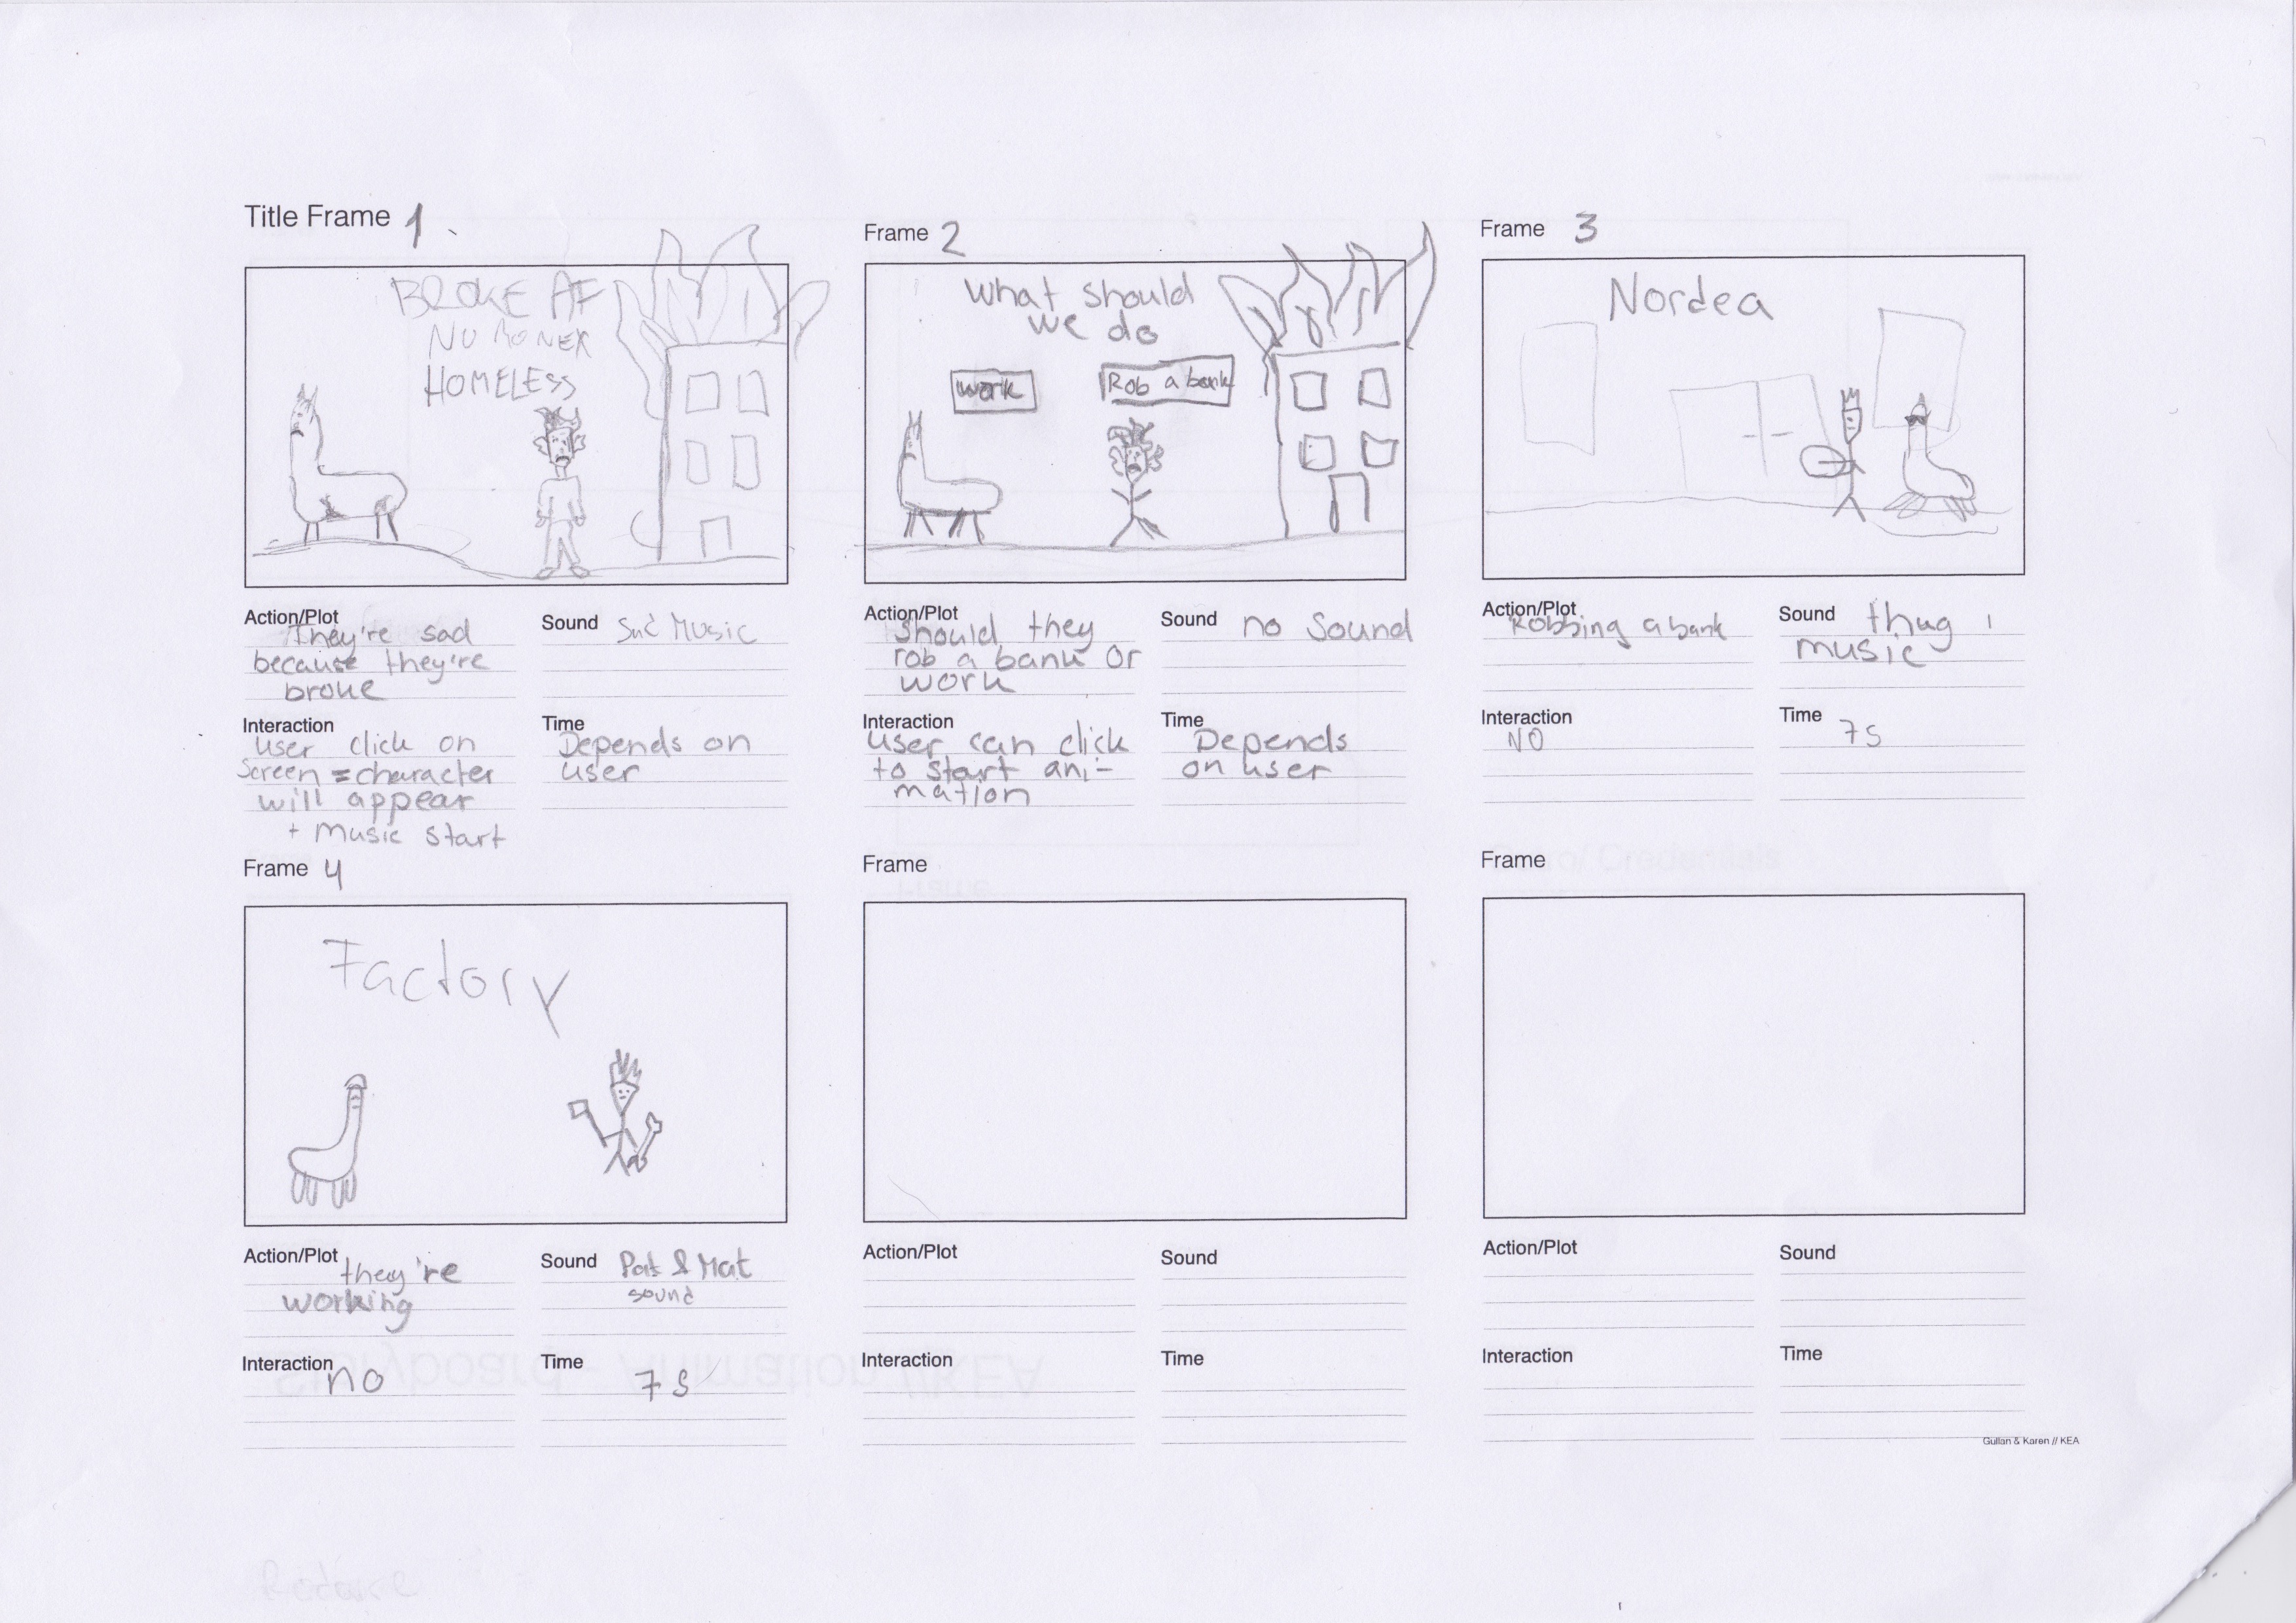 Title Frame 1
BROKE AF
NO MONEY
HOMELESS
Action/Plot
They're sad
because they're
broke
Sound Sad Music
Interaction
User click on
Screen = character
will appear
+ Music start
Time
Depends on
user
Frame 2
What should
we do
work
Rob a bank
Action/Plot
Should they
rob a bank or
work
Sound no Sound
Interaction
User can click
to start ani-
mation
Time
Depends
on user
Frame 3
Nordea
Action/Plot
Robbing a bank
Sound thug
music
Interaction
NO
Time 7s
Frame 4
Factory
Action/Plot they're
working
Sound Pat & Mat
sound
Interaction no
Time
7s
Frame
Action/Plot
Sound
Interaction
Time
Frame
Action/Plot
Sound
Interaction
Time
Gullan & Karen // KEA